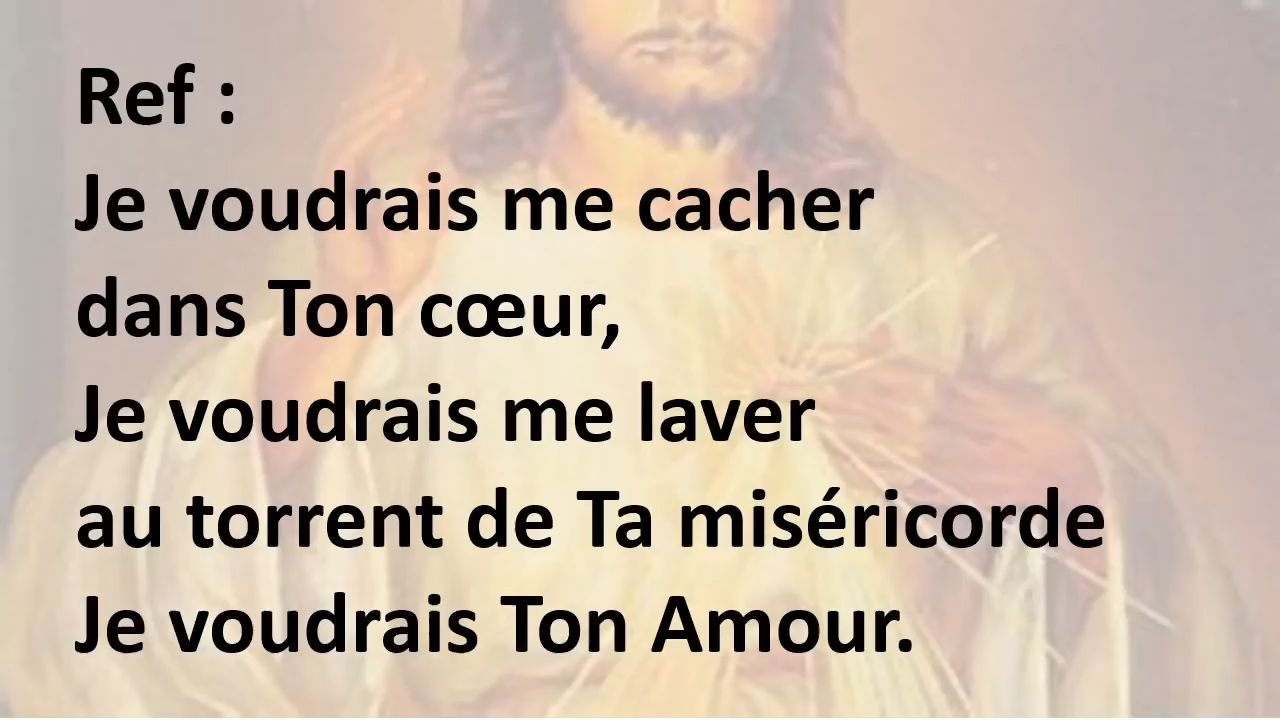 Ref :
Je voudrais me cacher
dans Ton cœur,
Je voudrais me laver
au torrent de Ta miséricorde
Je voudrais Ton Amour.